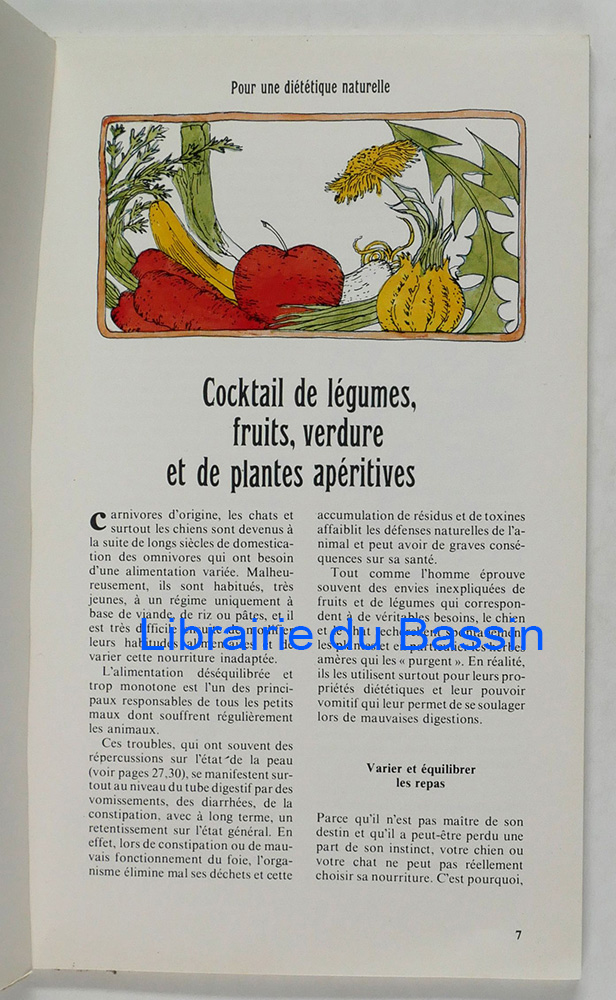 Pour une diététique naturelle
Cocktail de légumes,
fruits, verdure
et de plantes apéritives
Carnivores d'origine, les chats et
surtout les chiens sont devenus à
la suite de longs siècles de domestica-
tion des omnivores qui ont besoin
d'une alimentation variée. Malheu-
reusement, ils sont habitués, très
jeunes, à un régime uniquement à
base de viande, de riz ou pâtes, et il
est très difficile
leurs
varier cette nourriture inadaptée.
L'alimentation déséquilibrée et
trop monotone est l'un des princi-
paux responsables de tous les petits
maux dont souffrent régulièrement
les animaux.
Ces troubles, qui ont souvent des
répercussions sur l'état de la peau
(voir pages 27,30), se manifestent sur-
tout au niveau du tube digestif par des
vomissements, des diarrhées, de la
constipation, avec à long terme, un
retentissement sur l'état général. En
effet, lors de constipation ou de mau-
vais fonctionnement du foie, l'orga-
nisme élimine mal ses déchets et cette
accumulation de résidus et de toxines
affaiblit les défenses naturelles de l'a-
nimal et peut avoir de graves consé-
quences sur sa santé.
Tout comme l'homme éprouve
souvent des envies inexpliquées de
fruits et de légumes qui correspon-
dent à de véritables besoins, le chien
et
les
amères qui les « purgent ». En réalité,
ils les utilisent surtout pour leurs pro-
priétés diététiques et leur pouvoir
vomitif qui leur permet de se soulager
lors de mauvaises digestions.
Varier et équilibrer
les repas
Parce qu'il n'est pas maître de son
destin et qu'il a peut-être perdu une
part de son instinct, votre chien ou
votre chat ne peut pas réellement
choisir sa nourriture. C'est pourquoi,
7
Librairie du Bassin